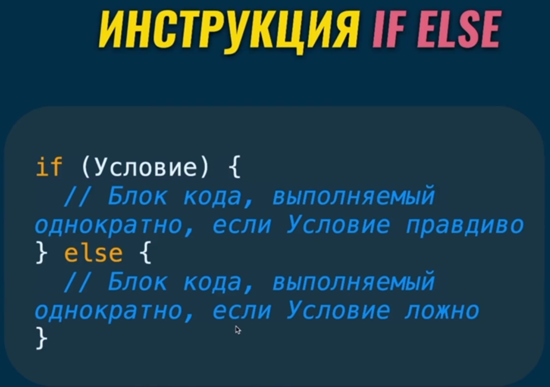 ИНСТРУКЦИЯ IF ELSE
if (Условие) {
// Блок кода, выполняемый
однократно, если Условие правдиво
} else {
// Блок кода, выполняемый
однократно, если Условие ложно
}